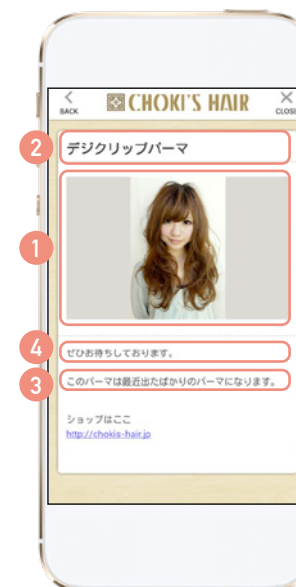 BACK
CHOKI'S HAIR
CLOSE
2
デジクリップパーマ
1
4
ぜひお待ちしております。
3
このパーマは最近出たばかりのパーマになります。
ショップはここ
http://chokis-hair.jp